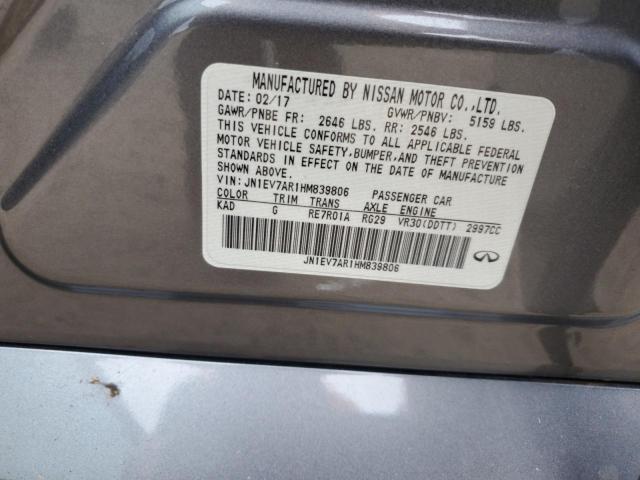 MANUFACTURED BY NISSAN MOTOR CO.,LTD.
DATE: 02/17 GVWR/PNBV: 5159 LBS.
GAWR/PNBE FR: 2646 LBS. RR: 2546 LBS.
THIS VEHICLE CONFORMS TO ALL APPLICABLE FEDERAL
MOTOR VEHICLE SAFETY,BUMPER,AND THEFT PREVENTION
STANDARDS IN EFFECT ON THE DATE OF MANUFACTURE
SHOWN ABOVE.
VIN: JN1EV7AR1HM839806 PASSENGER CAR
COLOR TRIM TRANS AXLE ENGINE
KAD G RE7R01A RG29 VR30(DDTT) 2997CC
JN1EV7AR1HM839806